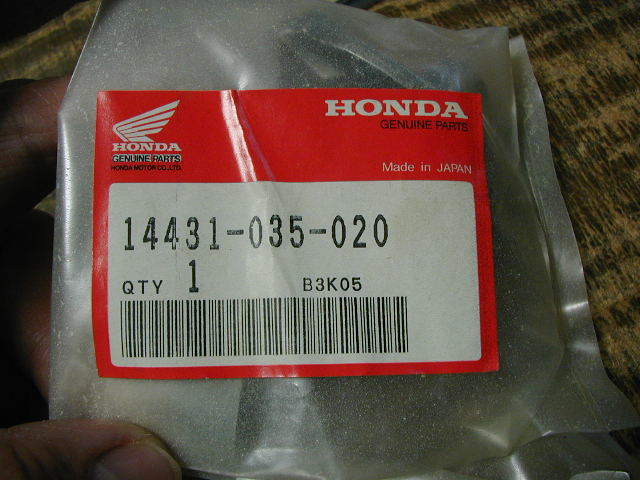 HONDA
GENUINE PARTS
HONDA
GENUINE PARTS
HONDA MOTOR CO.,LTD.
Made in JAPAN
14431-035-020
QTY 1 B3K05